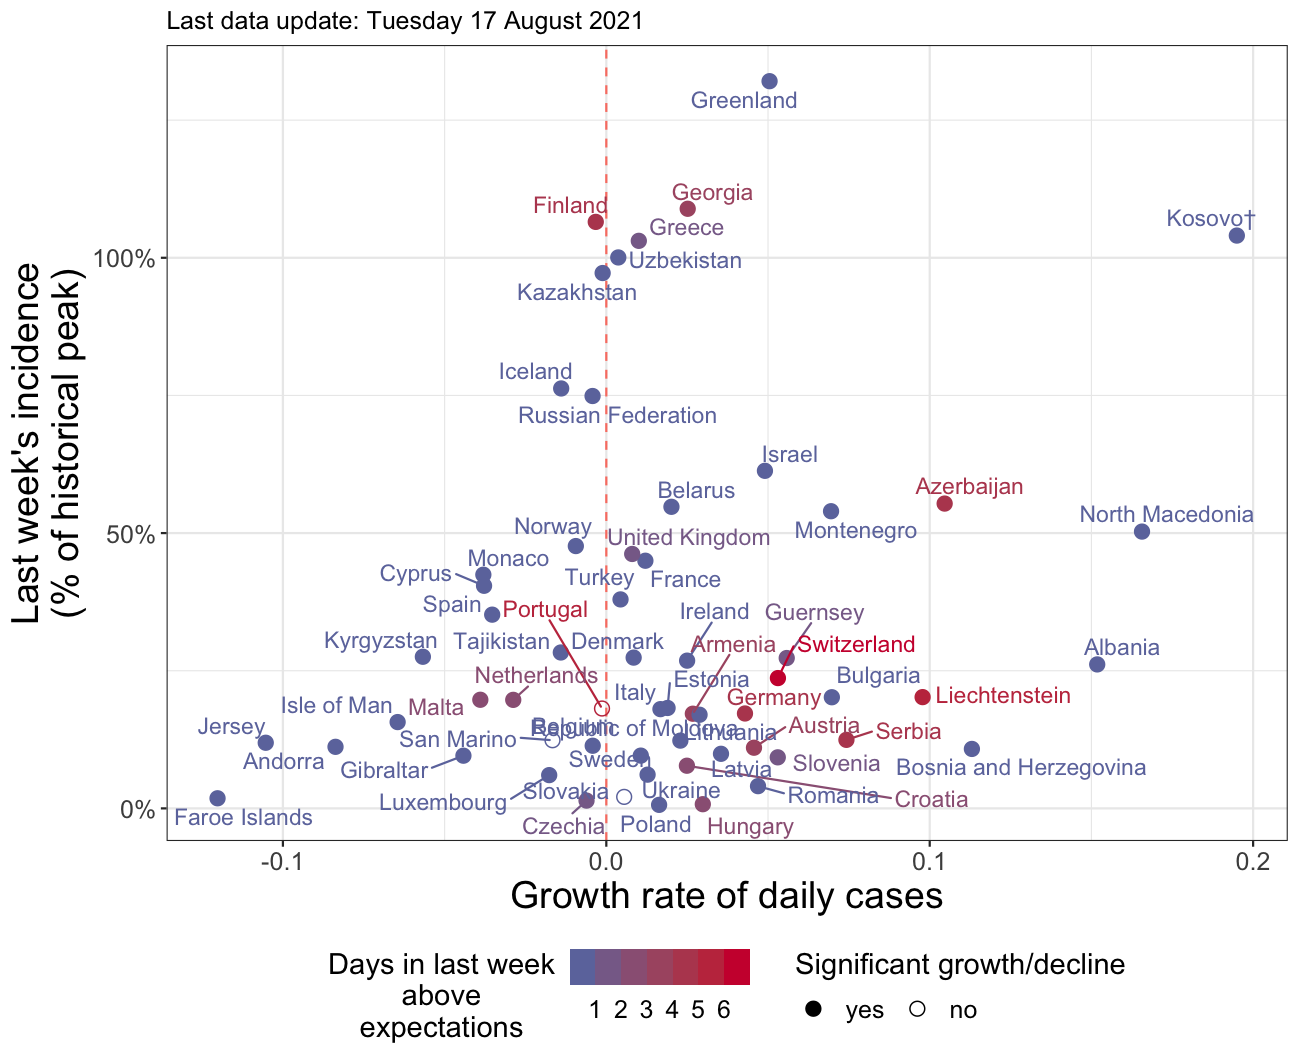 Last data update: Tuesday 17 August 2021
Greenland
Georgia
Finland
Greece
Kosovo†
Uzbekistan
Kazakhstan
Iceland
Russian Federation
Israel
Azerbaijan
Belarus
North Macedonia
Montenegro
Norway
United Kingdom
Monaco
Cyprus
Turkey
France
Spain
Portugal
Ireland
Guernsey
Kyrgyzstan
Tajikistan
Denmark
Armenia
Switzerland
Albania
Netherlands
Estonia
Bulgaria
Italy
Germany
Liechtenstein
Isle of Man
Malta
Jersey
Belgium
Republic of Moldova
Lithuania
Austria
Serbia
San Marino
Andorra
Gibraltar
Sweden
Latvia
Slovenia
Bosnia and Herzegovina
Luxembourg
Slovakia
Ukraine
Romania
Croatia
Faroe Islands
Czechia
Poland
Hungary
100%
50%
0%
-0.1
0.0
0.1
0.2
Last week's incidence
(% of historical peak)
Growth rate of daily cases
Days in last week
above
expectations
1 2 3 4 5 6
Significant growth/decline
yes
no